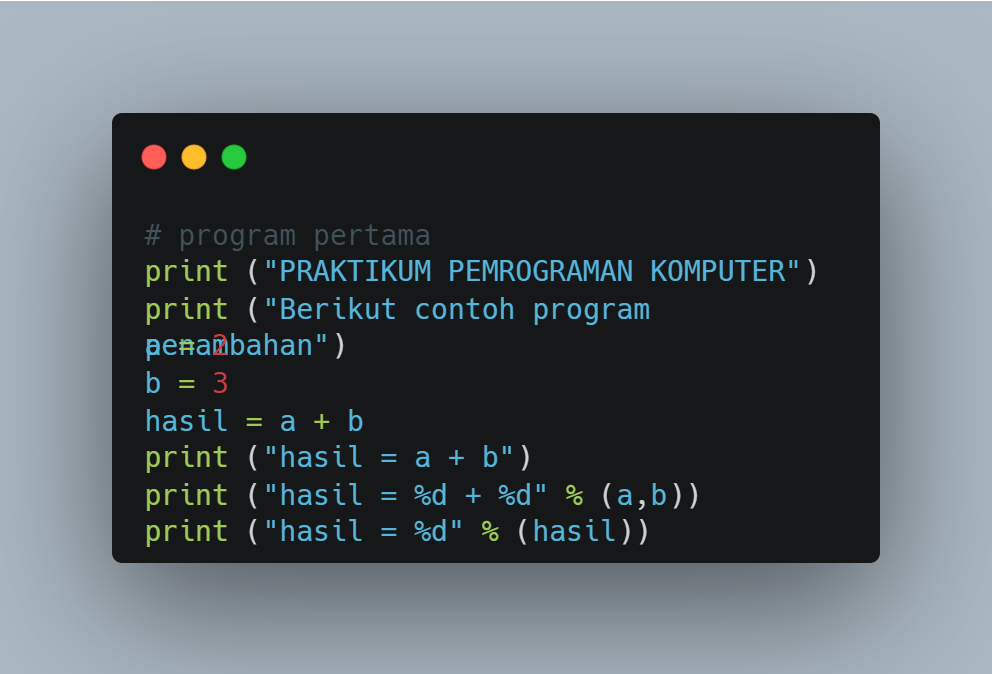 # program pertama
print ("PRAKTIKUM PEMROGRAMAN KOMPUTER")
print ("Berikut contoh program
penambahan")
a = 2
b = 3
hasil = a + b
print ("hasil = a + b")
print ("hasil = %d + %d" % (a,b))
print ("hasil = %d" % (hasil))